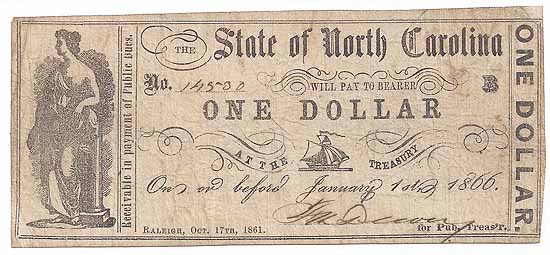 Receivable in payment of Public Dues.
THE State of North Carolina
No. 14530 WILL PAY TO BEARER B
ONE DOLLAR
AT THE TREASURY
On or before January 1st, 1866.
for Pub. Treas'r.
RALEIGH, OCT. 17TH, 1861.
ONE DOLLAR.